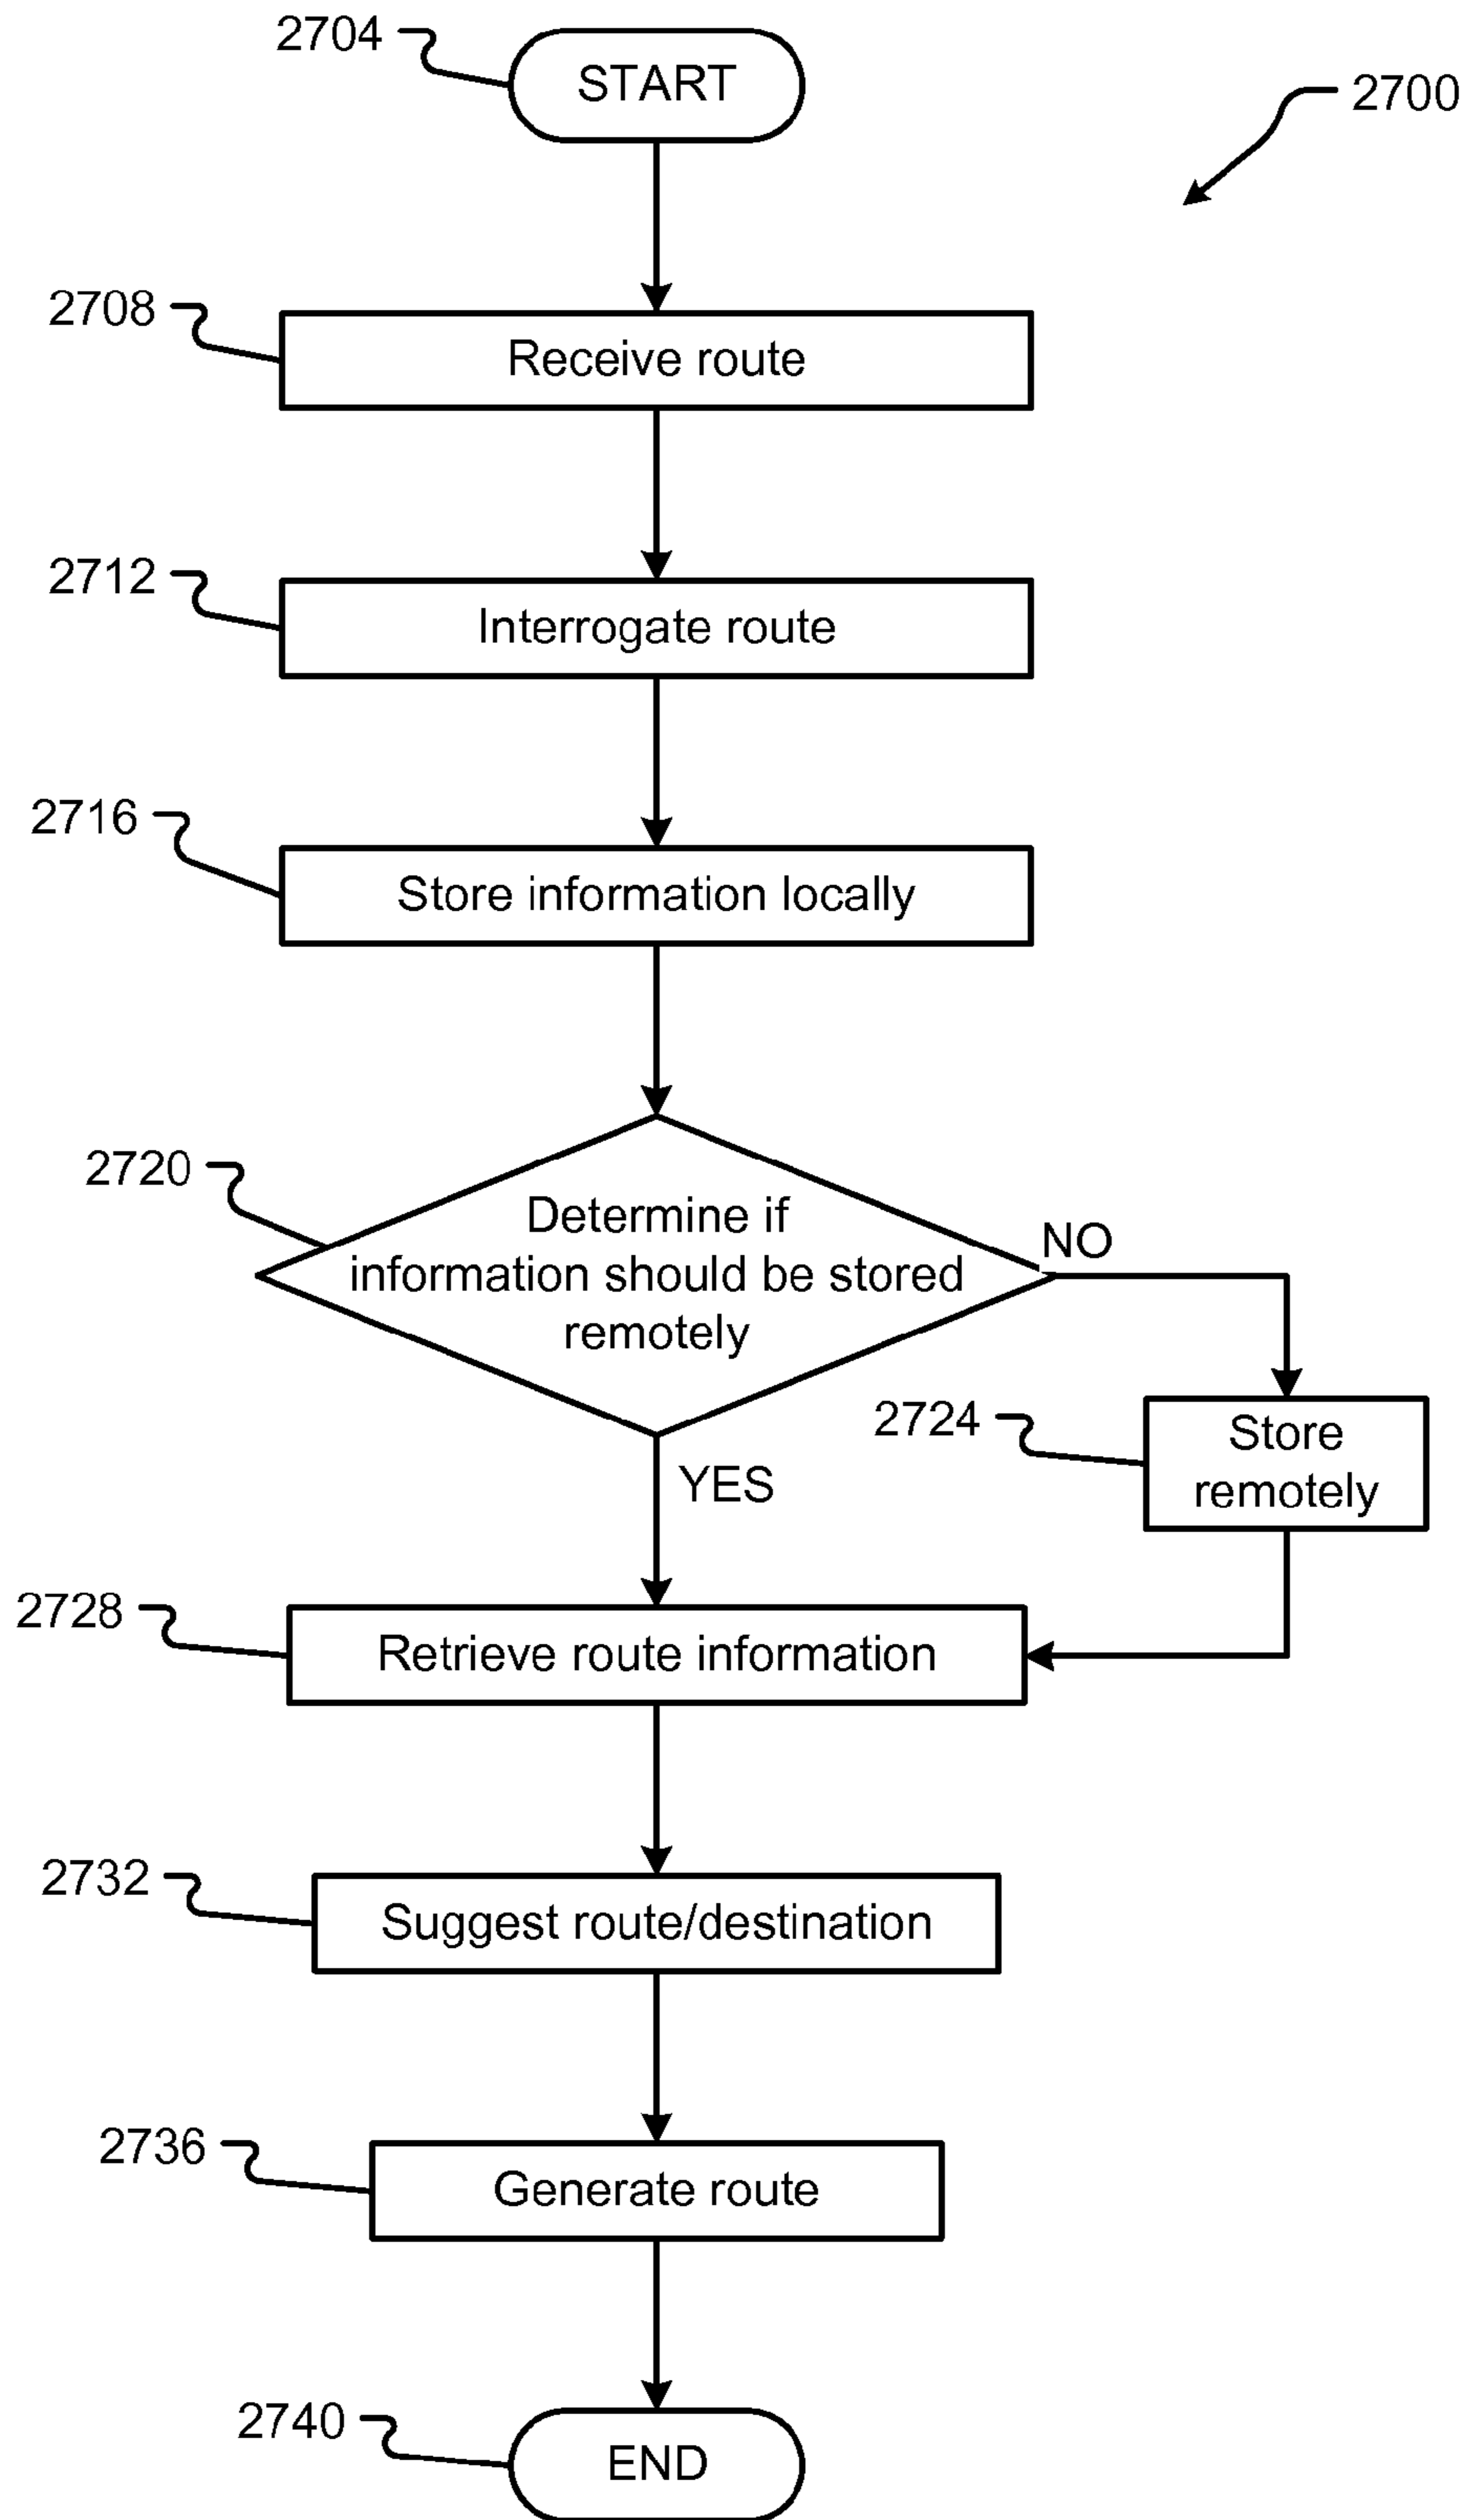 2704
START
2700
2708
Receive route
2712
Interrogate route
2716
Store information locally
2720
Determine if
information should be stored
remotely
NO
2724
Store
remotely
YES
2728
Retrieve route information
2732
Suggest route/destination
2736
Generate route
2740
END